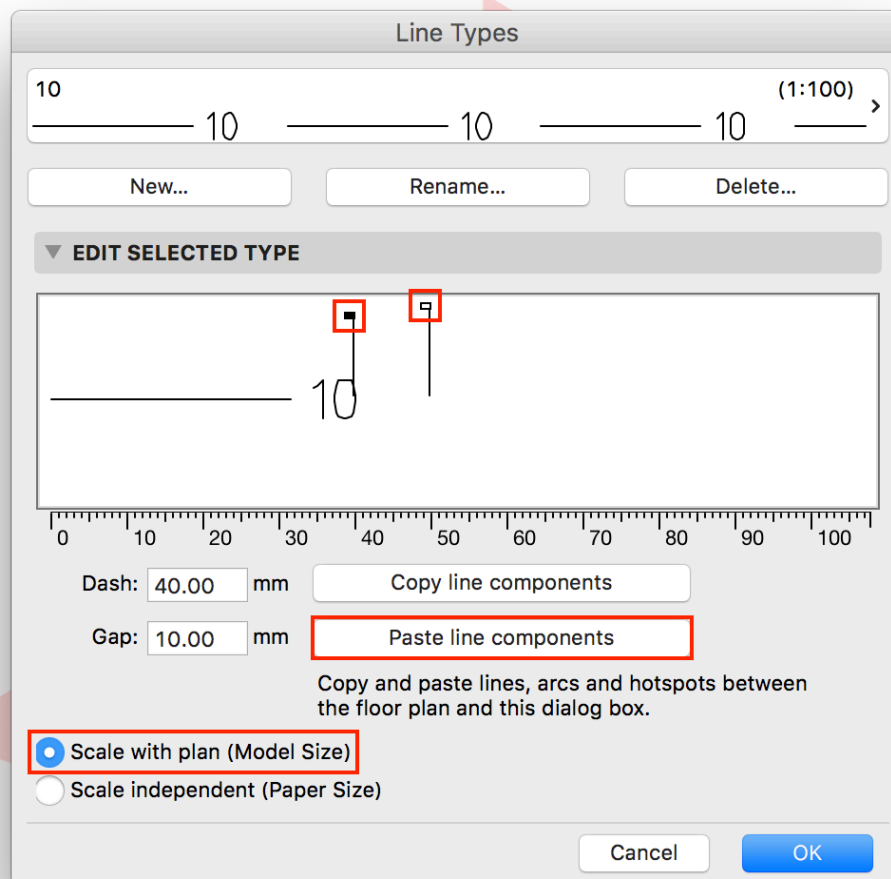 Line Types
10 (1:100)
10 10 10
New... Rename... Delete...
EDIT SELECTED TYPE
10
0 10 20 30 40 50 60 70 80 90 100
Dash: 40.00 mm Copy line components
Gap: 10.00 mm Paste line components
Copy and paste lines, arcs and hotspots between
the floor plan and this dialog box.
Scale with plan (Model Size)
Scale independent (Paper Size)
Cancel OK